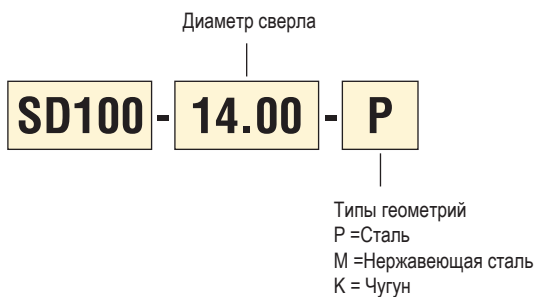 Диаметр сверла
SD100 - 14.00 - P
Типы геометрий
P =Сталь
M =Нержавеющая сталь
K = Чугун